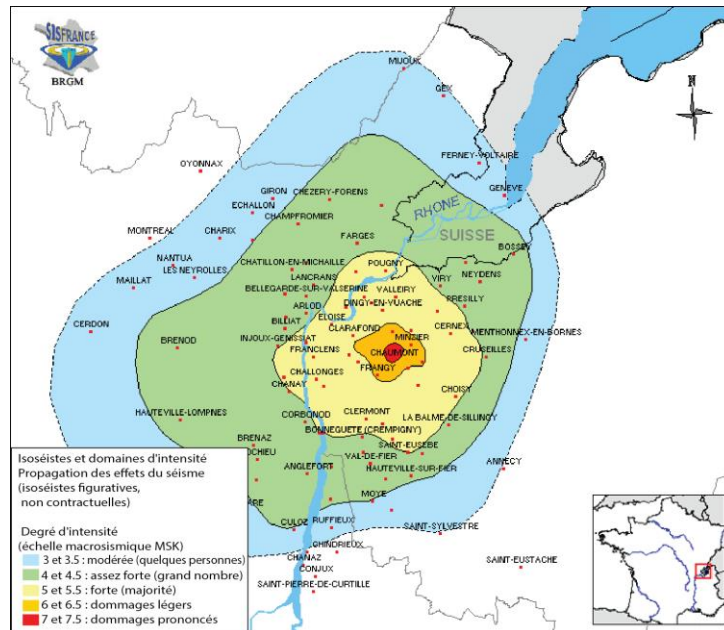 SISFRANCE
BRGM
MIJOUX
GEX
N
OYONNAX
FERNEY-VOLTAIRE
GIRON
CHEZERY-FORENS
GENEVE
ECHALLON
RHONE
CHAMPFROMIER
MONTREAL
CHARIX
FARGES
SUISSE
BOSSEY
NANTUA
CHATILLON-EN-MICHAILLE
POUGNY
LES NEYROLLES
LANCRANS
VIRY
NEYDENS
MAILLAT
BELLEGARDE-SUR-VALSERINE
VALLEIRY
ARLOD
DINGY-EN-VUACHE
PRESILLY
CERDON
BILLIAT
ELOISE
CLARAFOND
CERNEX
MENTHONNEX-EN-BORNES
BRENOD
INJOUX-GENISSIAT
MINSIER
FRANCLENS
CHAUMONT
CRUSEILLES
CHALLONGES
FRANGY
CHANAY
CHOISY
HAUTEVILLE-LOMPNES
CORBONOD
CLERMONT
LA BALME-DE-SILLINGY
BONNEGUETE (CREMPIGNY)
BRENAZ
SAINT-EUSEBE
OCHIEU
VAL-DE-FIER
ANGLEFORT
HAUTEVILLE-SUR-FIER
ANNECY
MOYE
CULOZ
RUFFIEUX
SAINT-SYLVESTRE
CHINDRIEUX
CHANAZ
CONJUX
SAINT-EUSTACHE
SAINT-PIERRE-DE-CURTILLE
Isoséistes et domaines d'intensité
Propagation des effets du séisme
(isoséistes figuratives,
non contractuelles)
Degré d'intensité
(échelle macrosismique MSK)
3 et 3.5 : modérée (quelques personnes)
4 et 4.5 : assez forte (grand nombre)
5 et 5.5 : forte (majorité)
6 et 6.5 : dommages légers
7 et 7.5 : dommages prononcés